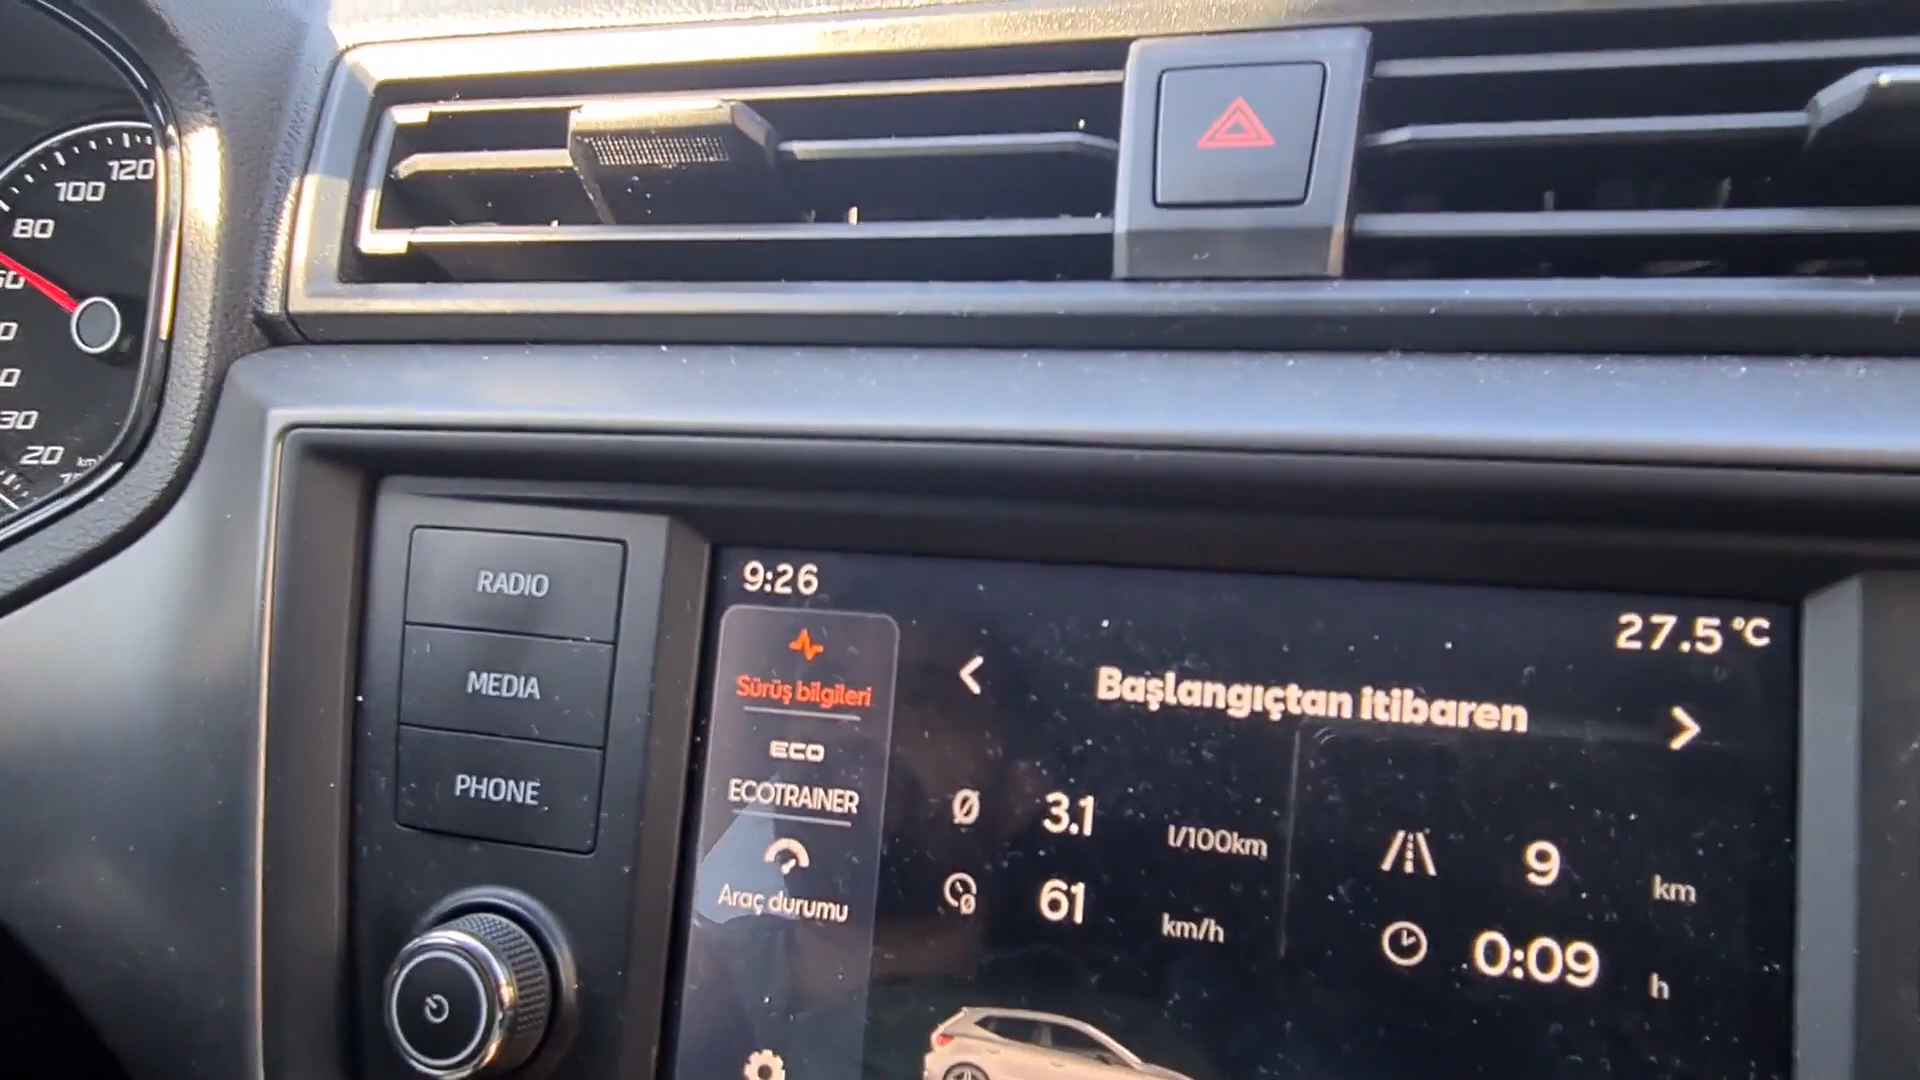 120
100
80
30
20
RADIO
MEDIA
PHONE
9:26
27.5 °C
Sürüş bilgileri
Başlangıçtan itibaren
ECO
ECOTRAINER
Araç durumu
Ø 3.1 l/100km
9 km
61 km/h
0:09 h